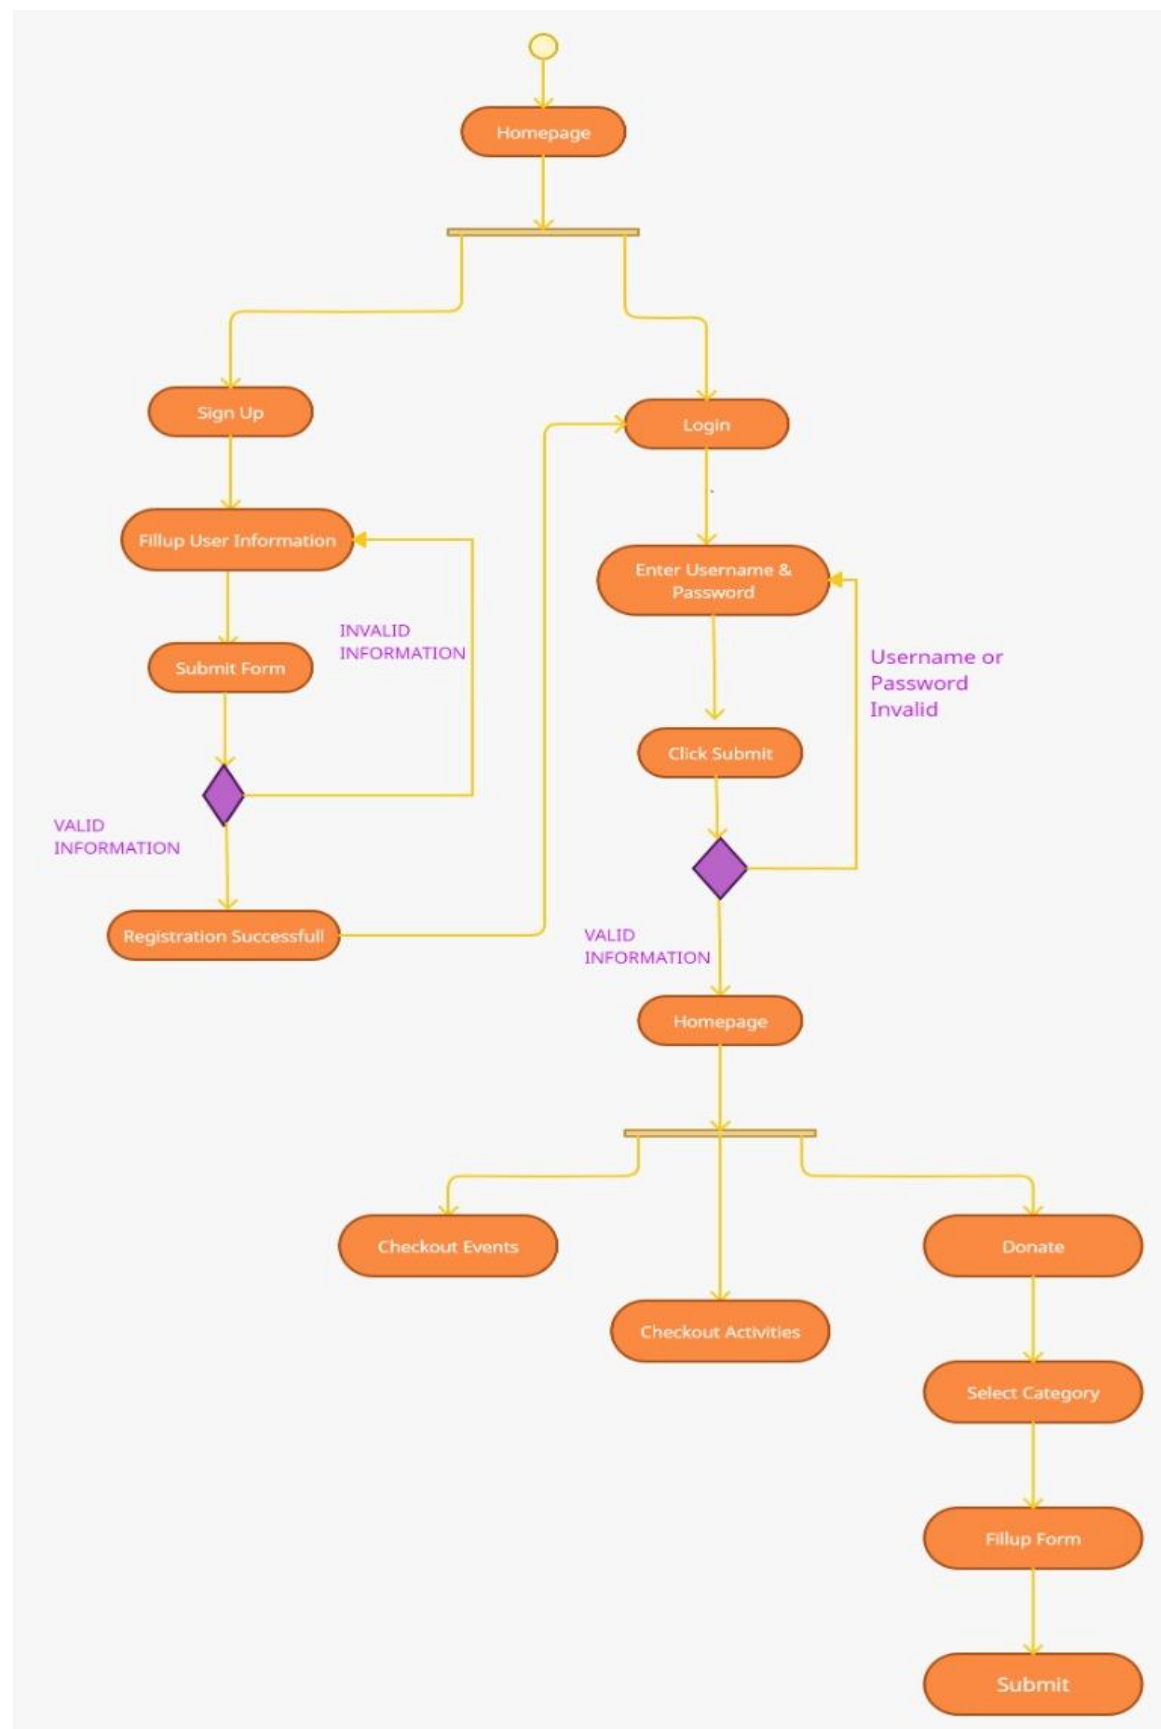 Homepage
Sign Up
Login
Fillup User Information
Enter Username &
Password
INVALID
INFORMATION
Submit Form
Username or
Password
Invalid
Click Submit
VALID
INFORMATION
Registration Successfull
VALID
INFORMATION
Homepage
Checkout Events
Donate
Checkout Activities
Select Category
Fillup Form
Submit